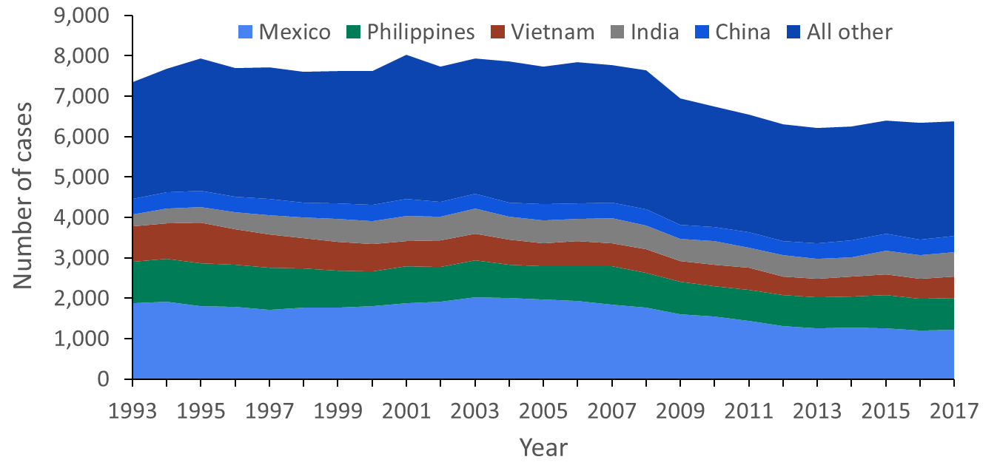 9,000
8,000
7,000
6,000
5,000
4,000
3,000
2,000
1,000
0
Number of cases
Mexico Philippines Vietnam India China All other
1993 1995 1997 1999 2001 2003 2005 2007 2009 2011 2013 2015 2017
Year